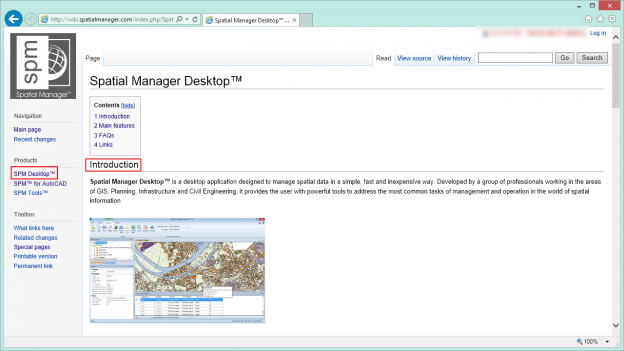 http://wiki.spatialmanager.com/index.php/Spat
Spatial Manager Desktop™ ...
Log in
spm
Spatial Manager™
Page
Read
View source
View history
Go
Search
Spatial Manager Desktop™
Contents [hide]
1 Introduction
2 Main features
3 FAQs
4 Links
Navigation
Main page
Recent changes
Products
SPM Desktop™
SPM™ for AutoCAD
SPM Tools™
Toolbox
What links here
Related changes
Special pages
Printable version
Permanent link
Introduction
Spatial Manager Desktop™ is a desktop application designed to manage spatial data in a simple, fast and inexpensive way. Developed by a group of professionals working in the areas
of GIS, Planning, Infrastructure and Civil Engineering, it provides the user with powerful tools to address the most common tasks of management and operation in the world of spatial
information
100%